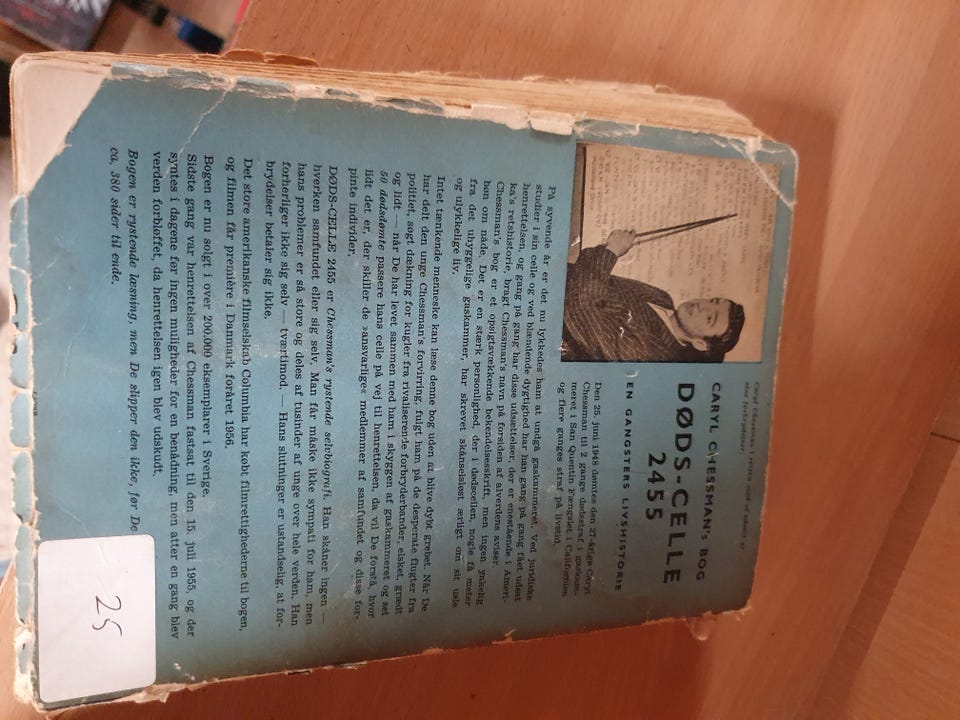 CARYL CHESSMAN's BOG
DØDS-CELLE
2455
EN GANGSTERS LIVSHISTORIE
Den 25. juni 1948 dømtes den 27-årige Caryl
Chessman til 2 gange dødsstraf i gaskam-
meret i San Quentin Fængslet i Californien
og flere ganges straf på livstid.
På syvende år er det nu lykkedes ham at undgå gaskammeret. Ved juridiske
studier i sin celle og ved blændende dygtighed har han gang på gang fået udsat
henrettelsen, og gang på gang har disse udsættelser, der er enestående i Ameri-
ka's retshistorie, bragt Chessman's navn på forsiden af alverdens aviser.
Chessman's bog er et opsigtsvækkende bekendelsesskrift, men ingen ynkelig
bøn om nåde. Det er en stærk personlighed, der i dødscellen, nogle få meter
fra det uhyggelige gaskammer, har skrevet skånselsløst ærligt om sit usle
og ulykkelige liv.
Intet tænkende menneske kan læse denne bog uden at blive dybt grebet. Når De
har delt den unge Chessman's forvirring, fulgt ham på de desperate flugter fra
politiet, søgt dækning for kugler fra rivaliserende forbryderbander, elsket, grædt
og lidt — når De har levet sammen med ham i skyggen af gaskammeret og set
50 dødsdømte passere hans celle på vej til henrettelsen, da vil De forstå, hvor
lidt det er, der skiller de »ansvarlige« medlemmer af samfundet og disse for-
pinte individer.
DØDS-CELLE 2455 er Chessman's rystende selvbiografi. Han skåner ingen —
hverken samfundet eller sig selv. Man får måske ikke sympati for ham, men
hans problemer er så store og deles af tusinder af unge over hele verden. Han
forherliger ikke sig selv — tværtimod. — Hans slutninger er ustandselig, at for-
brydelser betaler sig ikke.
Det store amerikanske filmselskab Columbia har købt filmrettighederne til bogen,
og filmen får première i Danmark foråret 1956.
Bogen er nu solgt i over 200.000 eksemplarer i Sverige.
Sidste gang var henrettelsen af Chessman fastsat til den 15. juli 1955, og der
syntes i dagene før ingen muligheder for en benådning, men atter en gang blev
verden forbløffet, da henrettelsen igen blev udskudt.
Bogen er rystende læsning, men De slipper den ikke, før De
ca. 380 sider til ende.
25